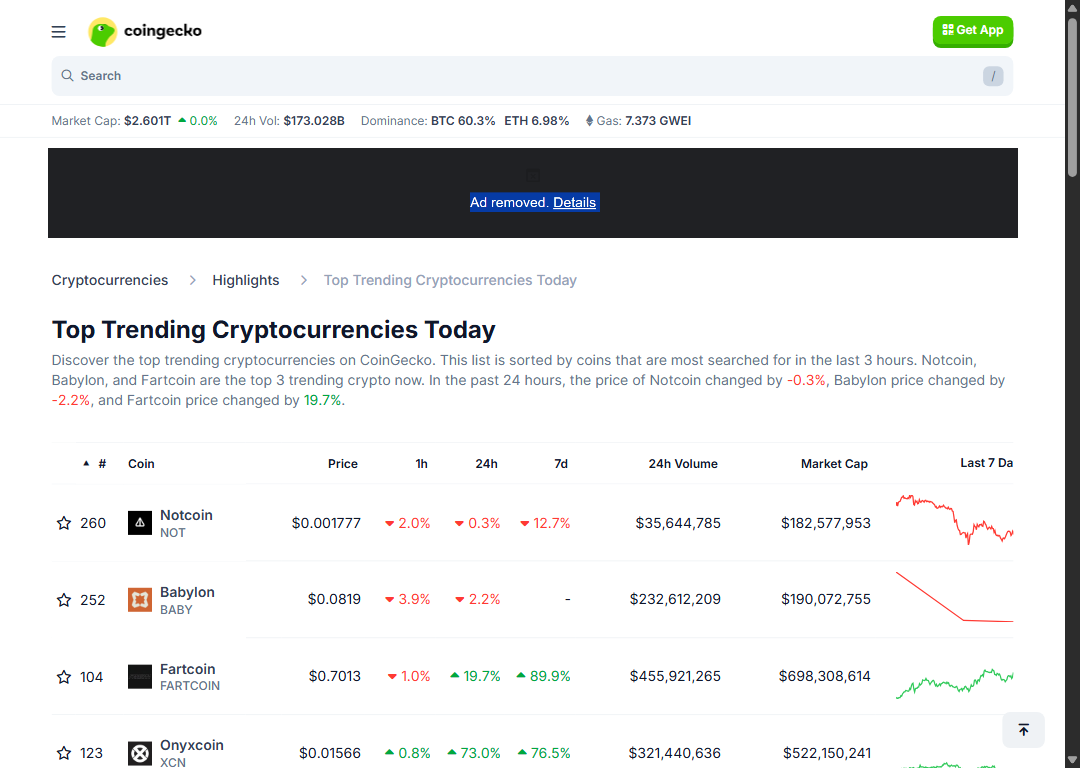 coingecko
Get App
Search
/
Market Cap: $2.601T 0.0% 24h Vol: $173.028B Dominance: BTC 60.3% ETH 6.98% Gas: 7.373 GWEI
Ad removed. Details
Cryptocurrencies > Highlights > Top Trending Cryptocurrencies Today
Top Trending Cryptocurrencies Today
Discover the top trending cryptocurrencies on CoinGecko. This list is sorted by coins that are most searched for in the last 3 hours. Notcoin,
Babylon, and Fartcoin are the top 3 trending crypto now. In the past 24 hours, the price of Notcoin changed by -0.3%, Babylon price changed by
-2.2%, and Fartcoin price changed by 19.7%.
# Coin Price 1h 24h 7d 24h Volume Market Cap Last 7 Da
260 Notcoin NOT $0.001777 2.0% 0.3% 12.7% $35,644,785 $182,577,953
252 Babylon BABY $0.0819 3.9% 2.2% - $232,612,209 $190,072,755
104 Fartcoin FARTCOIN $0.7013 1.0% 19.7% 89.9% $455,921,265 $698,308,614
123 Onyxcoin XCN $0.01566 0.8% 73.0% 76.5% $321,440,636 $522,150,241